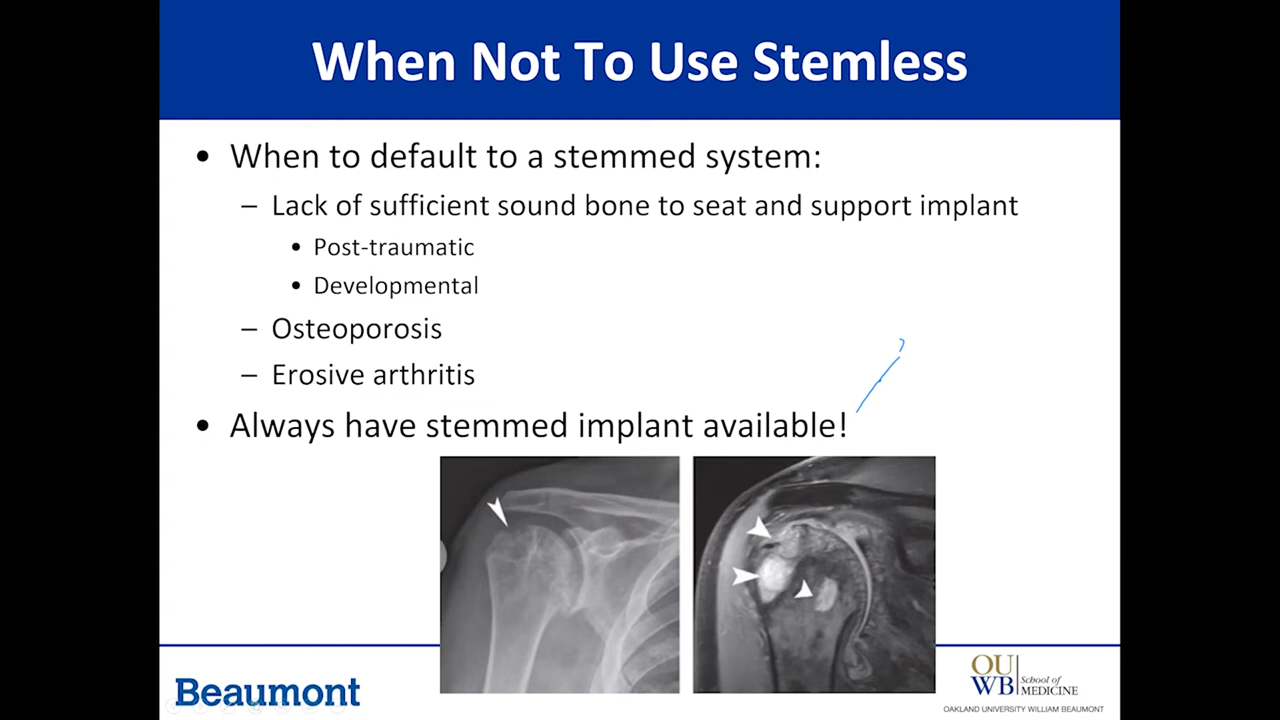 When Not To Use Stemless
• When to default to a stemmed system:
– Lack of sufficient sound bone to seat and support implant
• Post-traumatic
• Developmental
– Osteoporosis
– Erosive arthritis
• Always have stemmed implant available!
Beaumont
OU
WB
School of
MEDICINE
OAKLAND UNIVERSITY WILLIAM BEAUMONT